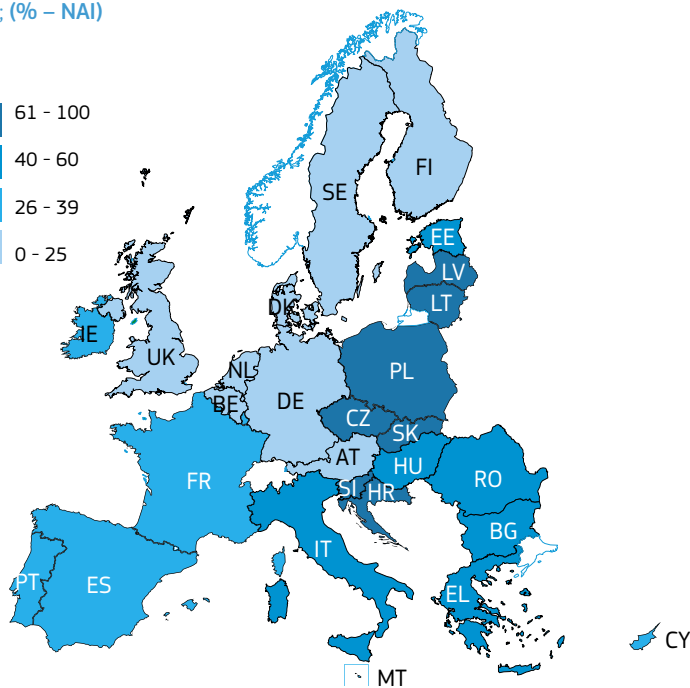 ; (% – NAI)
61 - 100
40 - 60
26 - 39
0 - 25
FI
SE
EE
LV
LT
DK
IE
UK
NL
PL
BE
DE
CZ
SK
AT
HU
RO
FR
SI
HR
BG
IT
PT
ES
EL
CY
MT